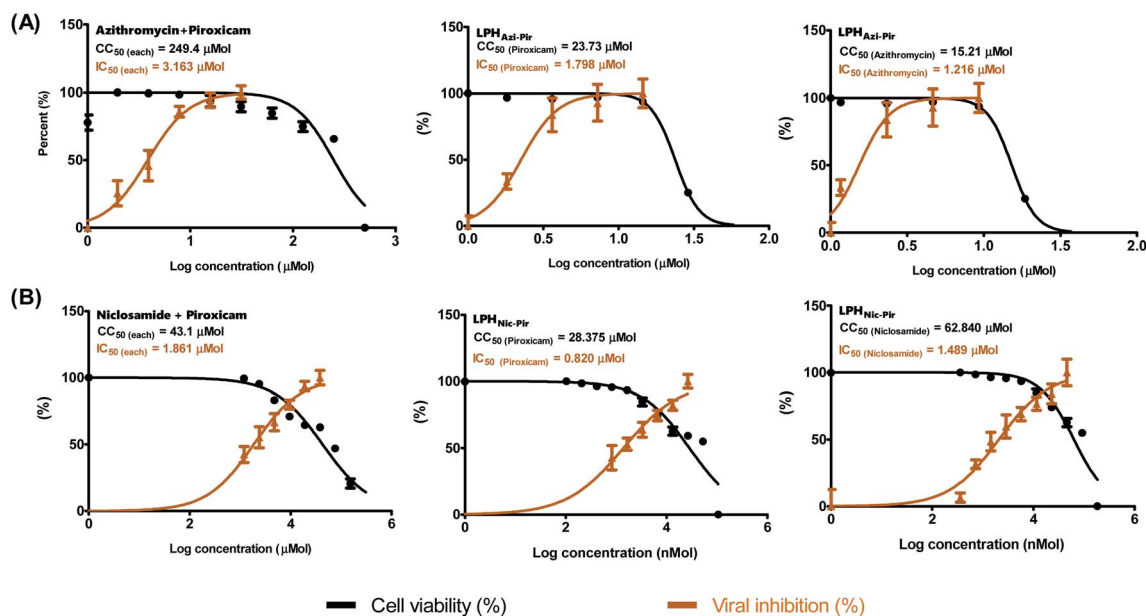 (A)
Azithromycin+Piroxicam
CC50 (each) = 249.4 µMol
IC50 (each) = 3.163 µMol
150
100
50
0
Percent (%)
0 1 2 3
Log concentration (µMol)
LPHAzi-Pir
CC50 (Piroxicam) = 23.73 µMol
IC50 (Piroxicam) = 1.798 µMol
150
100
50
0
(%)
0.0 0.5 1.0 1.5 2.0
Log concentration (µMol)
LPHAzi-Pir
CC50 (Azithromycin) = 15.21 µMol
IC50 (Azithromycin) = 1.216 µMol
150
100
50
0
(%)
0.0 0.5 1.0 1.5 2.0
Log concentration (µMol)
(B)
Niclosamide + Piroxicam
CC50 (each) = 43.1 µMol
IC50 (each) = 1.861 µMol
150
100
50
0
(%)
0 2 4 6
Log concentration (µMol)
LPHNic-Pir
CC50 (Piroxicam) = 28.375 µMol
IC50 (Piroxicam) = 0.820 µMol
150
100
50
0
(%)
0 2 4 6
Log concentration (nMol)
LPHNic-Pir
CC50 (Niclosamide) = 62.840 µMol
IC50 (Niclosamide) = 1.489 µMol
150
100
50
0
(%)
0 2 4 6
Log concentration (nMol)
Cell viability (%)
Viral inhibition (%)